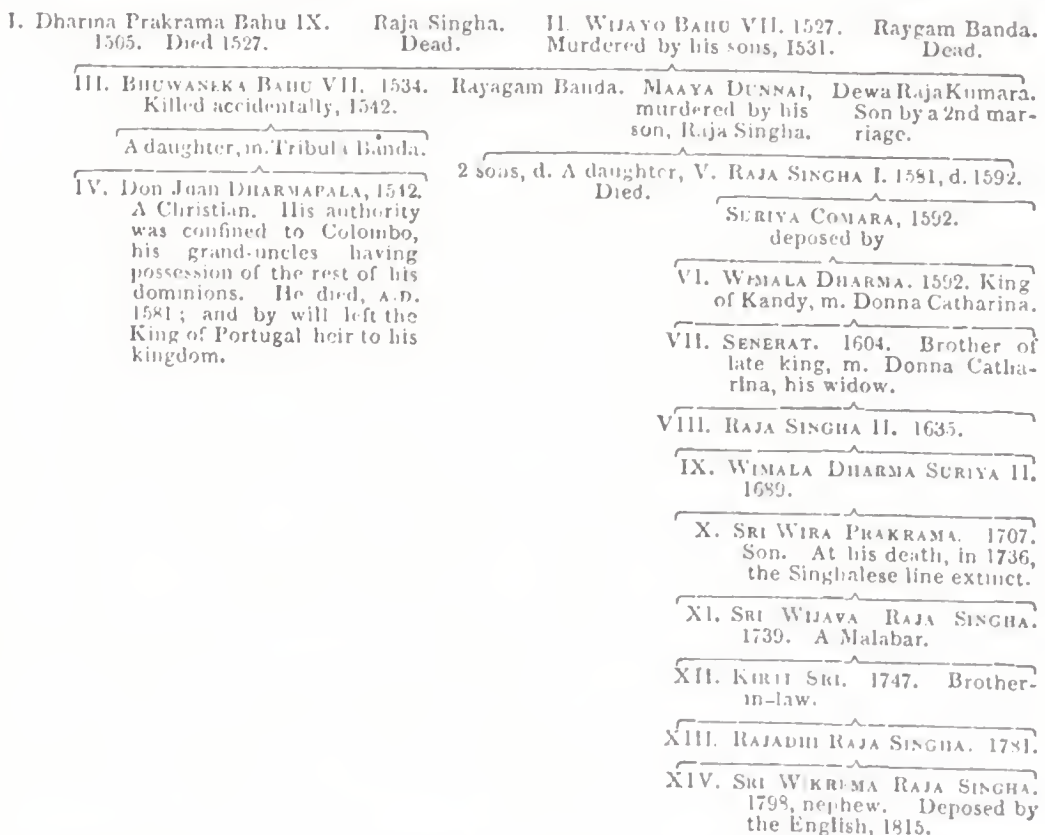 I. Dharma Prakrama Bahu IX. Raja Singha. II. WIJAYO BAHU VII. 1527. Raygam Banda.
1505. Died 1527. Dead. Murdered by his sons, 1531. Dead.
III. BHUWANEKA BAHU VII. 1534. Rayagam Banda. MAAYA DUNNAI, Dewa Raja Kumara.
Killed accidentally, 1542. murdered by his Son by a 2nd mar-
son, Raja Singha. riage.
A daughter, m. Tribula Banda.
2 sons, d. A daughter, V. RAJA SINGHA I. 1581, d. 1592.
Died.
IV. Don Juan DHARMAPALA, 1542.
A Christian. His authority
was confined to Colombo,
his grand-uncles having
possession of the rest of his
dominions. He died, A.D.
1581; and by will left the
King of Portugal heir to his
kingdom.
SURIYA COMARA, 1592.
deposed by
VI. WEMALA DHARMA. 1592. King
of Kandy, m. Donna Catharina.
VII. SENERAT. 1604. Brother of
late king, m. Donna Catha-
rina, his widow.
VIII. RAJA SINGHA II. 1635.
IX. WIMALA DHARMA SURIYA II.
1689.
X. SRI WIRA PRAKRAMA. 1707.
Son. At his death, in 1736,
the Singhalese line extinct.
XI. SRI WIJAVA RAJA SINGHA.
1739. A Malabar.
XII. KIRTI SRI. 1747. Brother-
in-law.
XIII. RAJADHI RAJA SINGHA. 1781.
XIV. SRI WIKREMA RAJA SINGHA.
1798, nephew. Deposed by
the English, 1815.